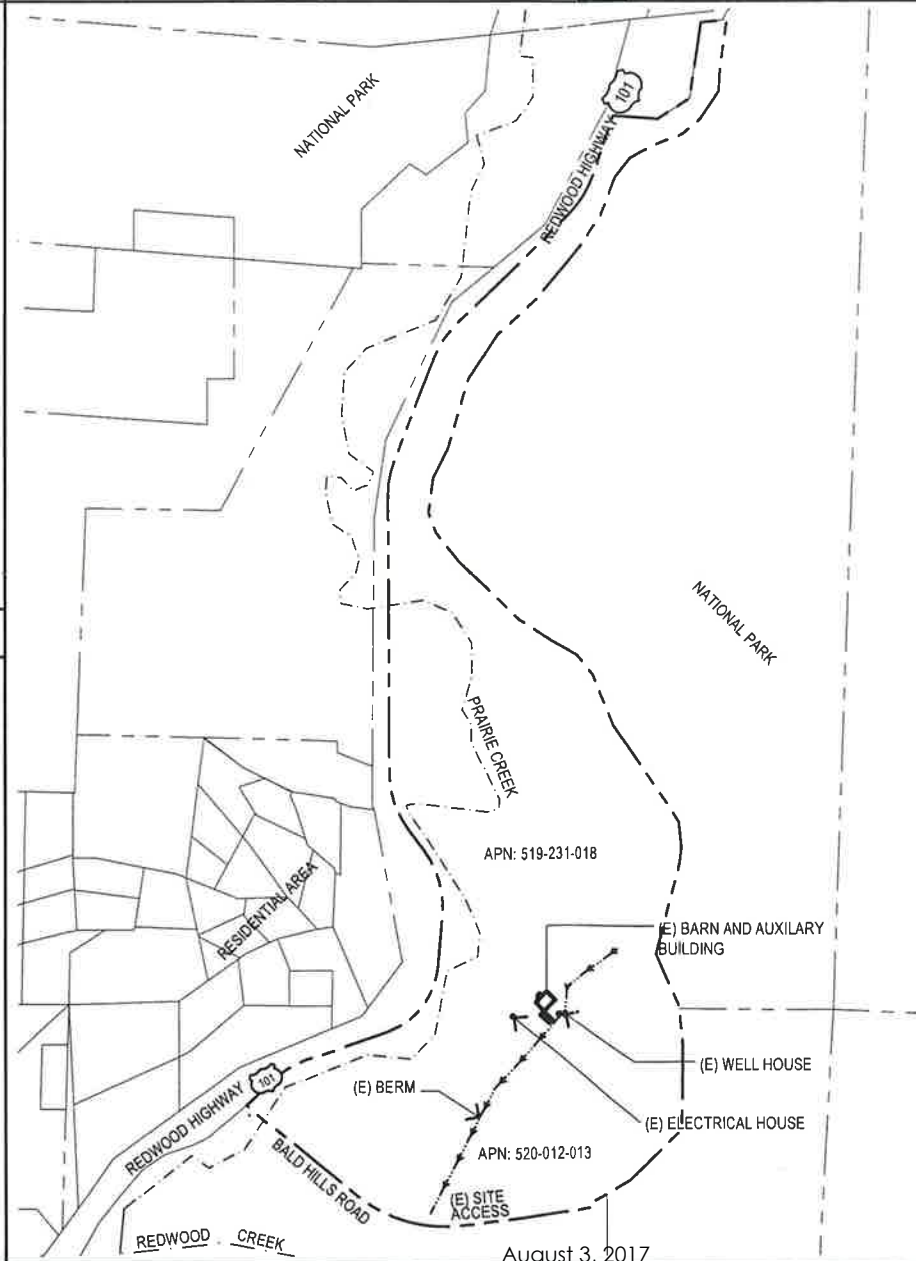 NATIONAL PARK
101
REDWOOD HIGHWAY
NATIONAL PARK
PRAIRIE CREEK
APN: 519-231-018
RESIDENTIAL AREA
(E) BARN AND AUXILARY
BUILDING
(E) WELL HOUSE
(E) BERM
(E) ELECTRICAL HOUSE
REDWOOD HIGHWAY
101
BALD HILLS ROAD
APN: 520-012-013
(E) SITE
ACCESS
REDWOOD CREEK
August 3, 2017